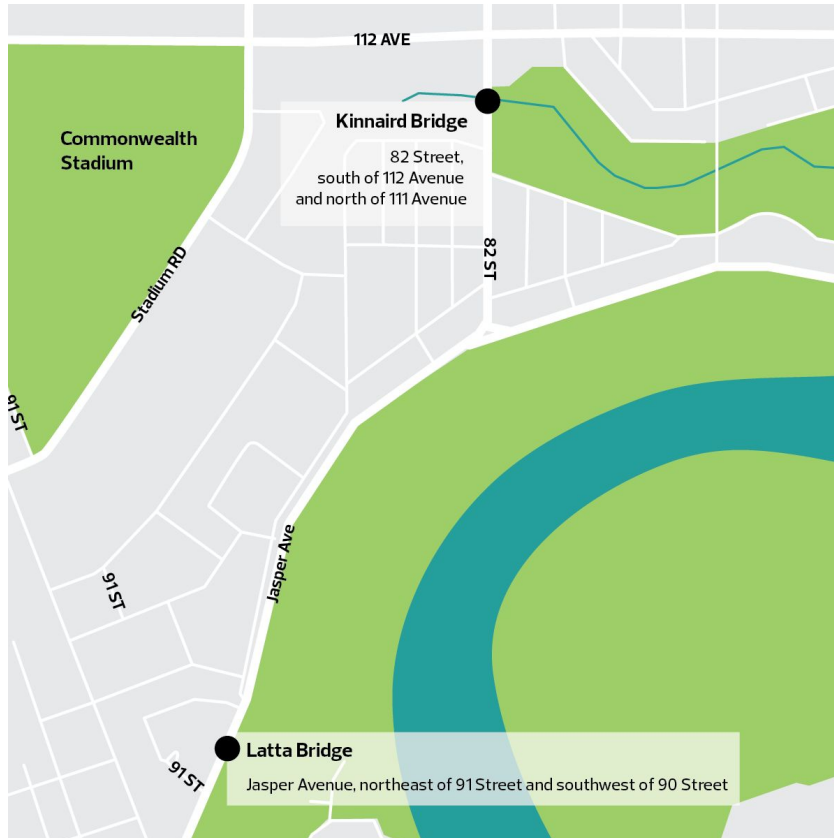 112 AVE
Commonwealth
Stadium
Kinnaird Bridge
82 Street,
south of 112 Avenue
and north of 111 Avenue
82 ST
Stadium RD
91 ST
Jasper Ave
91 ST
Latta Bridge
91 ST
Jasper Avenue, northeast of 91 Street and southwest of 90 Street